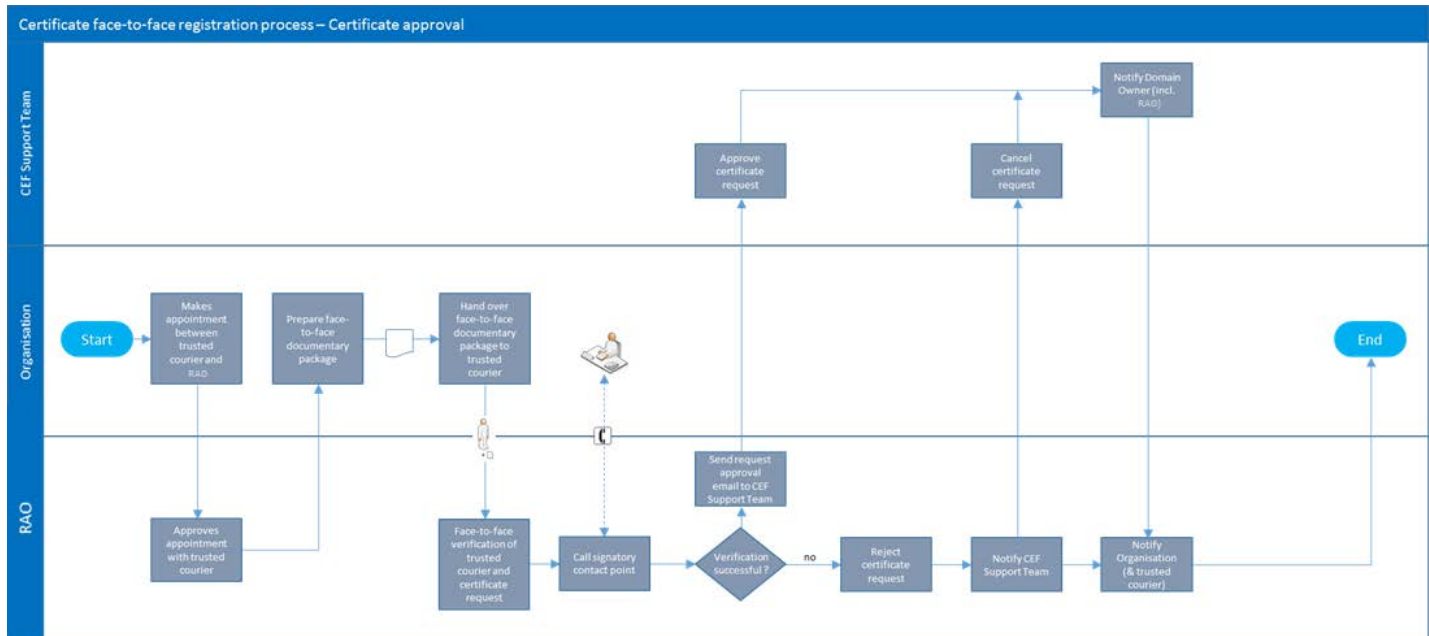 Certificate face-to-face registration process – Certificate approval
CEF Support Team
Notify Domain
Owner (incl.
RAO)
Approve
certificate
request
Cancel
certificate
request
Organisation
Start
Makes
appointment
between
trusted
courier and
RAO
Prepare face-
to-face
documentary
package
Hand over
face-to-face
documentary
package to
trusted
courier
End
RAO
Approves
appointment
with trusted
courier
Face-to-face
verification of
trusted
courier and
certificate
request
Call signatory
contact point
Send request
approval
email to CEF
Support Team
Verification
successful ?
no
Reject
certificate
request
Notify CEF
Support Team
Notify
Organisation
(& trusted
courier)